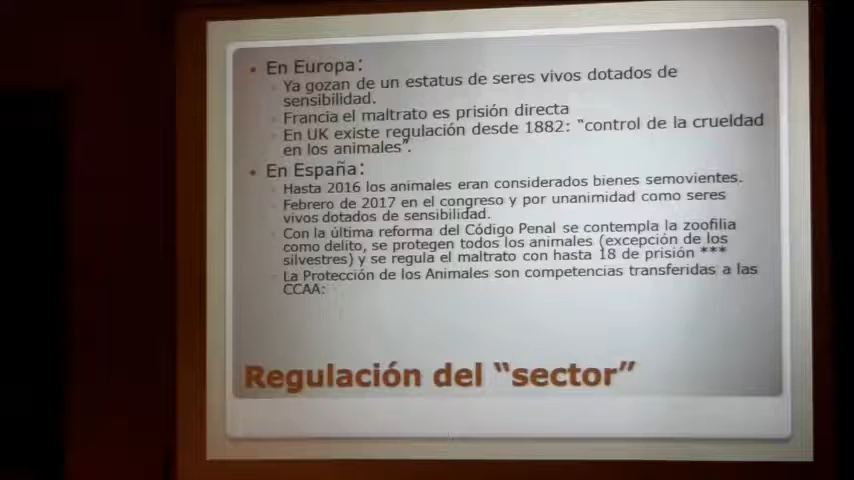 En Europa:
Ya gozan de un estatus de seres vivos dotados de
sensibilidad.
Francia el maltrato es prisión directa
En UK existe regulación desde 1882: “control de la crueldad
en los animales”.
En España:
Hasta 2016 los animales eran considerados bienes semovientes.
Febrero de 2017 en el congreso y por unanimidad como seres
vivos dotados de sensibilidad.
Con la última reforma del Código Penal se contempla la zoofilia
como delito, se protegen todos los animales (excepción de los
silvestres) y se regula el maltrato con hasta 18 de prisión ***
La Protección de los Animales son competencias transferidas a las
CCAA:
Regulación del “sector”